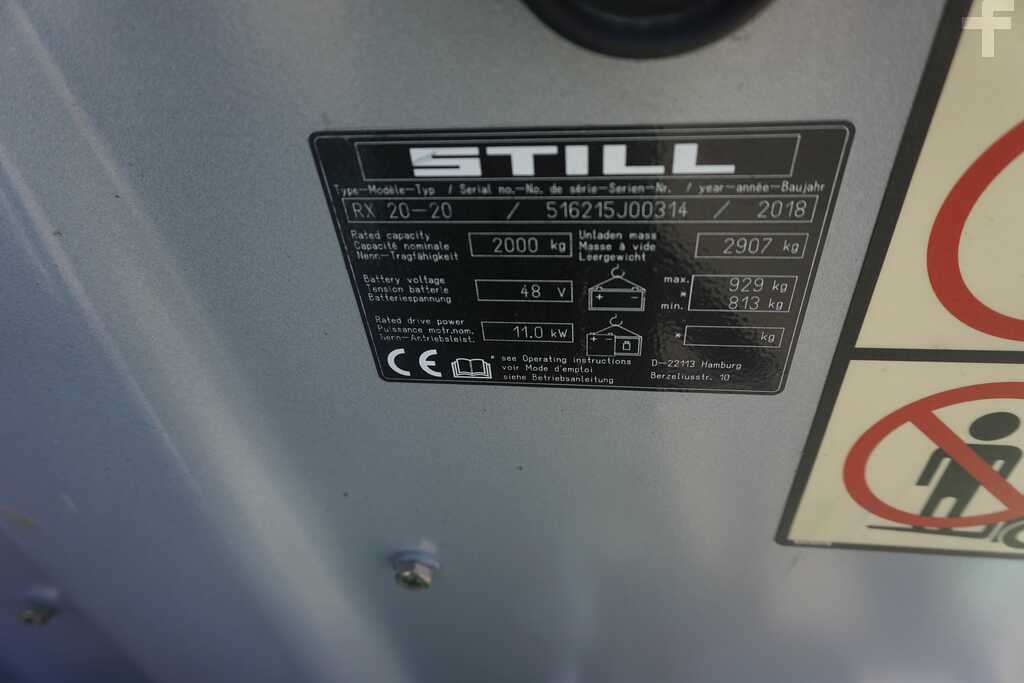 STILL
Type-Modèle-Typ / Serial no.-No. de série-Serien-Nr. / year-année-Baujahr
RX 20-20 / 516215J00314 / 2018
Rated capacity
Capacité nominale
Nenn-Tragfähigkeit
2000 kg
Unladen mass
Masse à vide
Leergewicht
2907 kg
Battery voltage
Tension batterie
Batteriespannung
48 V
+ -
max. 929 kg
*
min. 813 kg
Rated drive power
Puissance motr.nom.
Nenn-Antriebsleist.
11.0 kW
+ -
* kg
CE
* see Operating instructions
voir Mode d'emploi
siehe Betriebsanleitung
D-22113 Hamburg
Berzeliusstr. 10
f